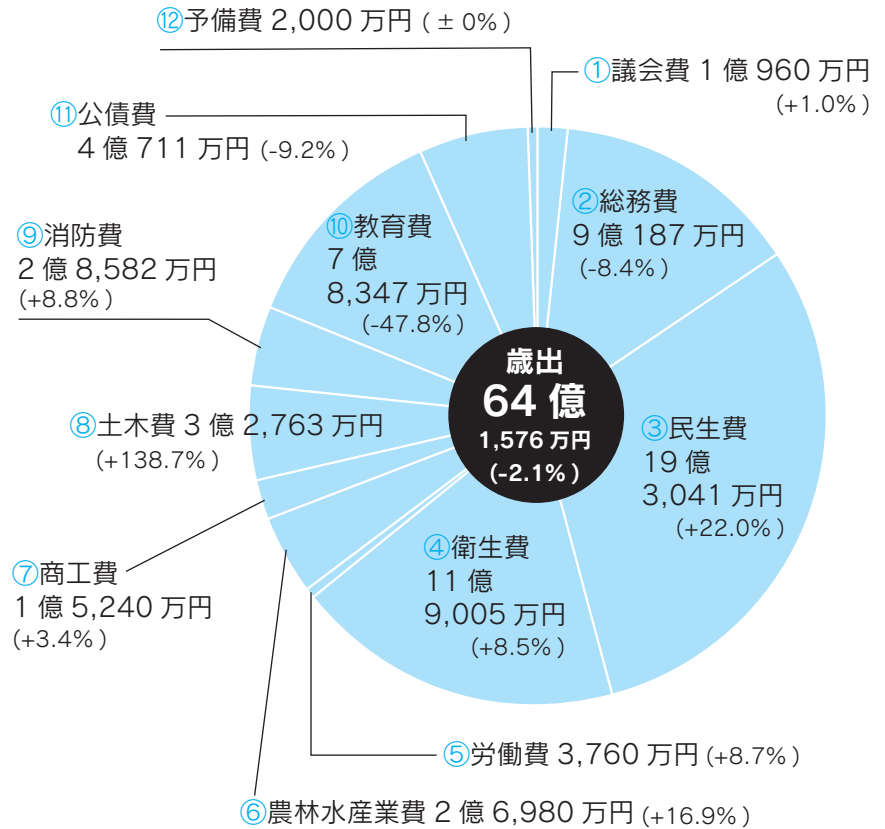 ⑫予備費 2,000 万円 ( ± 0% )
①議会費 1 億 960 万円
(+1.0% )
⑪公債費
4 億 711 万円 (-9.2% )
②総務費
9 億 187 万円
(-8.4% )
⑩教育費
7 億
8,347 万円
(-47.8% )
⑨消防費
2 億 8,582 万円
(+8.8% )
歳出
64 億
1,576 万円
(-2.1% )
⑧土木費 3 億 2,763 万円
(+138.7% )
③民生費
19 億
3,041 万円
(+22.0% )
④衛生費
11 億
9,005 万円
(+8.5% )
⑦商工費
1 億 5,240 万円
(+3.4% )
⑤労働費 3,760 万円 (+8.7% )
⑥農林水産業費 2 億 6,980 万円 (+16.9% )